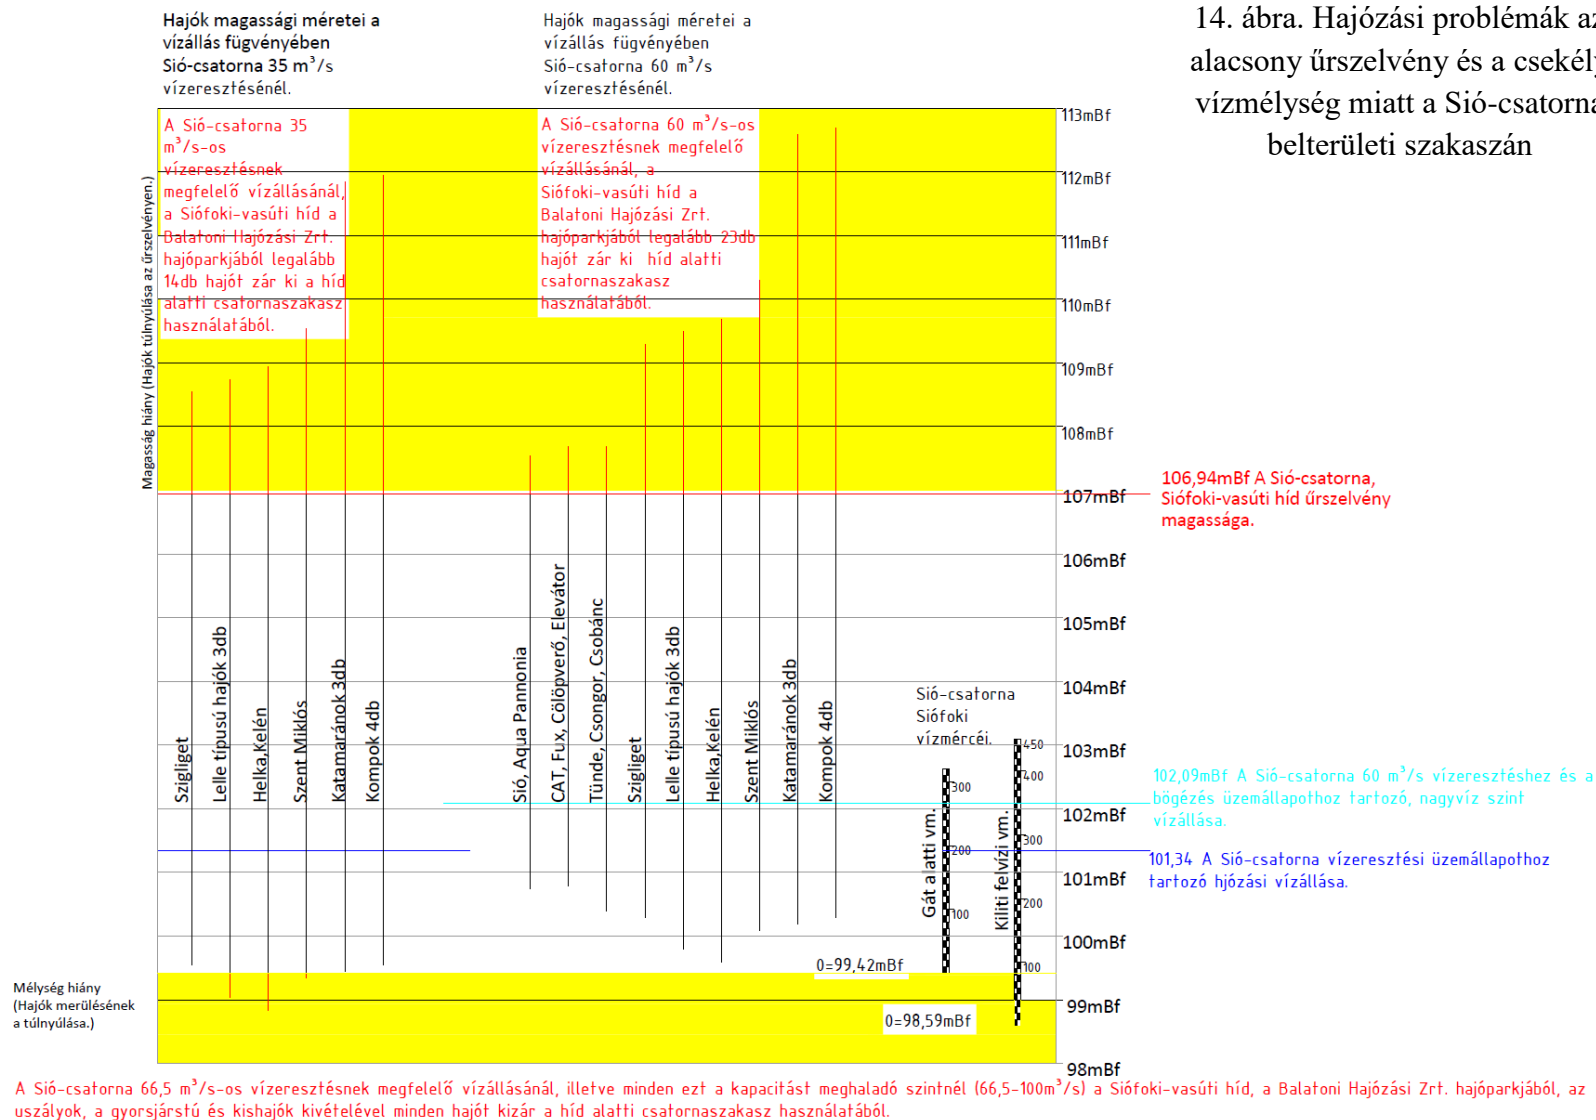 Hajók magassági méretei a
vízállás fügvényében
Sió-csatorna 35 m³/s
vízeresztésénél.
Hajók magassági méretei a
vízállás fügvényében
Sió-csatorna 60 m³/s
vízeresztésénél.
14. ábra. Hajózási problémák az
alacsony űrszelvény és a csekély
vízmélység miatt a Sió-csatorna
belterületi szakaszán
A Sió-csatorna 35
m³/s-os
vízeresztésnek
megfelelő vízállásánál,
a Siófoki-vasúti híd a
Balatoni Hajózási Zrt.
hajóparkjából legalább
14db hajót zár ki a híd
alatti csatornaszakasz
használatából.
A Sió-csatorna 60 m³/s-os
vízeresztésnek megfelelő
vízállásánál, a
Siófoki-vasúti híd a
Balatoni Hajózási Zrt.
hajóparkjából legalább 23db
hajót zár ki híd alatti
csatornaszakasz
használatából.
Magasság hiány (Hajók túlnyúlása az űrszelvényen.)
113mBf
112mBf
111mBf
110mBf
109mBf
108mBf
107mBf
106mBf
105mBf
104mBf
103mBf
102mBf
101mBf
100mBf
99mBf
98mBf
106,94mBf A Sió-csatorna,
Siófoki-vasúti híd űrszelvény
magassága.
Szigliget
Lelle típusú hajók 3db
Helka,Kelén
Szent Miklós
Katamaránok 3db
Kompok 4db
Sió, Aqua Pannonia
CAT, Fux, Cölöpverő, Elevátor
Tünde, Csongor, Csobánc
Szigliget
Lelle típusú hajók 3db
Helka,Kelén
Szent Miklós
Katamaránok 3db
Kompok 4db
Sió-csatorna
Siófoki
vízmércéi.
Gát alatti vm.
300
200
100
Kiliti felvízi vm.
450
400
300
200
100
0=99,42mBf
0=98,59mBf
102,09mBf A Sió-csatorna 60 m³/s vízeresztéshez és a
bögézés üzemállapothoz tartozó, nagyvíz szint
vízállása.
101,34 A Sió-csatorna vízeresztési üzemállapothoz
tartozó hjózási vízállása.
Mélység hiány
(Hajók merülésének
a túlnyúlása.)
A Sió-csatorna 66,5 m³/s-os vízeresztésnek megfelelő vízállásánál, illetve minden ezt a kapacitást meghaladó szintnél (66,5-100m³/s) a Siófoki-vasúti híd, a Balatoni Hajózási Zrt. hajóparkjából, az
uszályok, a gyorsjárstú és kishajók kivételével minden hajót kizár a híd alatti csatornaszakasz használatából.